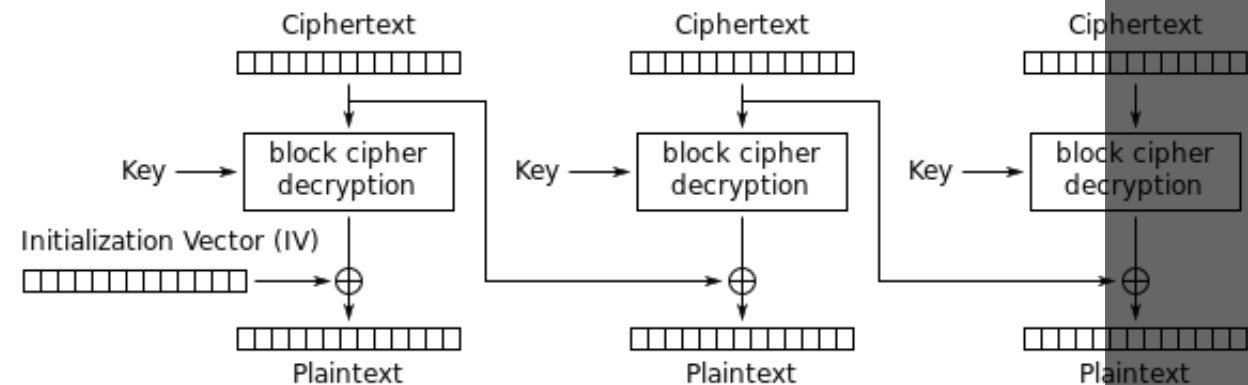 Ciphertext Ciphertext Ciphertext
Key block cipher decryption Key block cipher decryption Key block cipher decryption
Initialization Vector (IV)
Plaintext Plaintext Plaintext